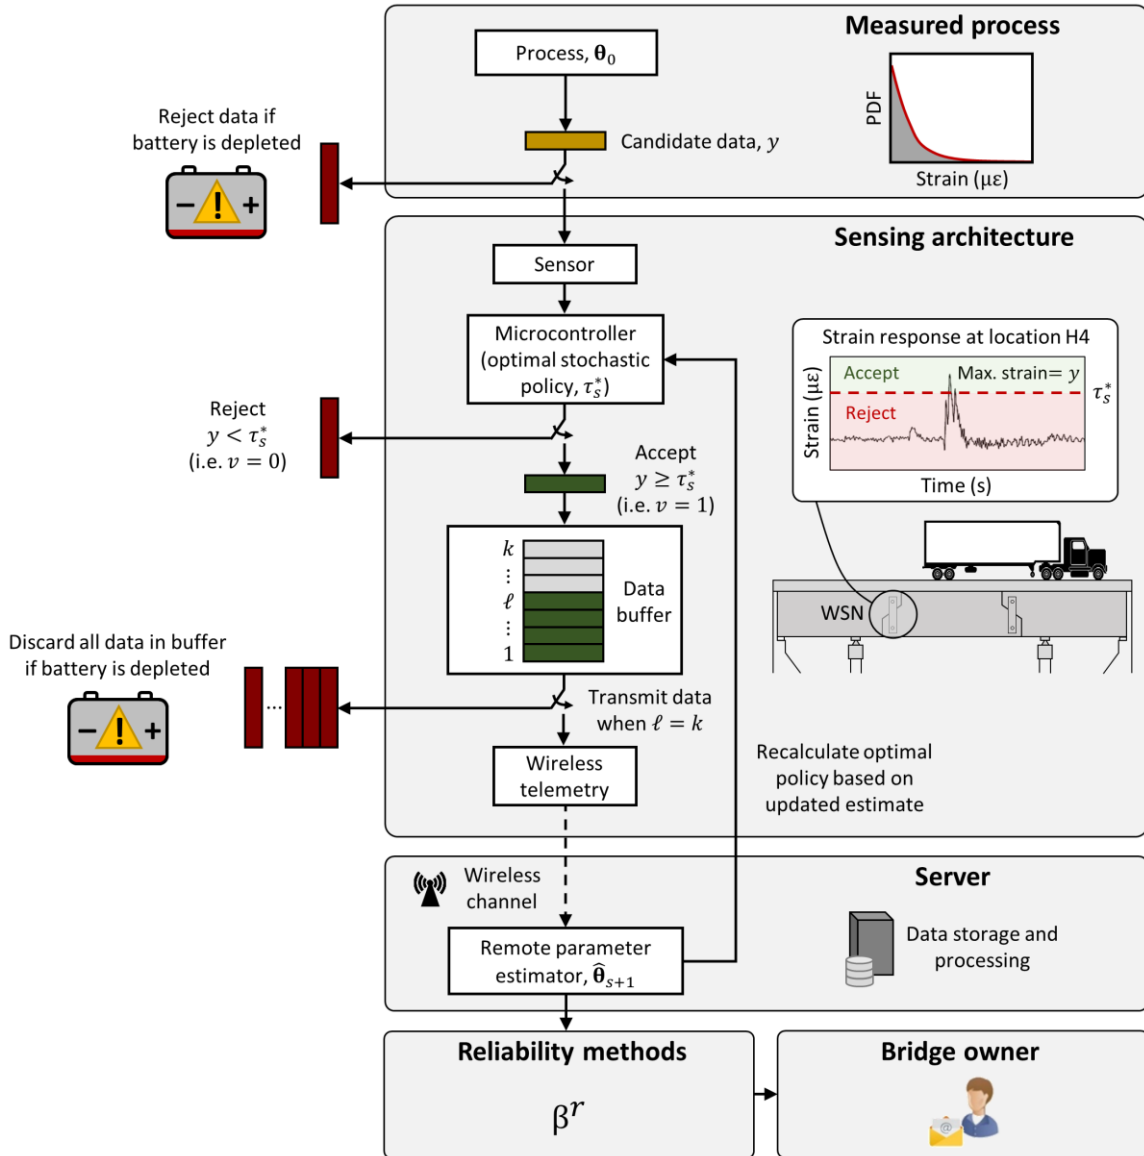 Measured process
Process, θ₀
PDF
Strain (με)
Candidate data, y
Reject data if
battery is depleted
− ! +
Sensing architecture
Sensor
Microcontroller
(optimal stochastic
policy, τₛ*)
Strain response at location H4
Accept
Max. strain= y
Reject
τₛ*
Strain (με)
Time (s)
Reject
y < τₛ*
(i.e. v = 0)
Accept
y ≥ τₛ*
(i.e. v = 1)
k
⋮
ℓ
⋮
1
Data
buffer
WSN
Discard all data in buffer
if battery is depleted
− ! +
...
Transmit data
when ℓ = k
Wireless
telemetry
Recalculate optimal
policy based on
updated estimate
Server
Wireless
channel
Remote parameter
estimator, θ̂ₛ₊₁
Data storage and
processing
Reliability methods
βʳ
Bridge owner
@